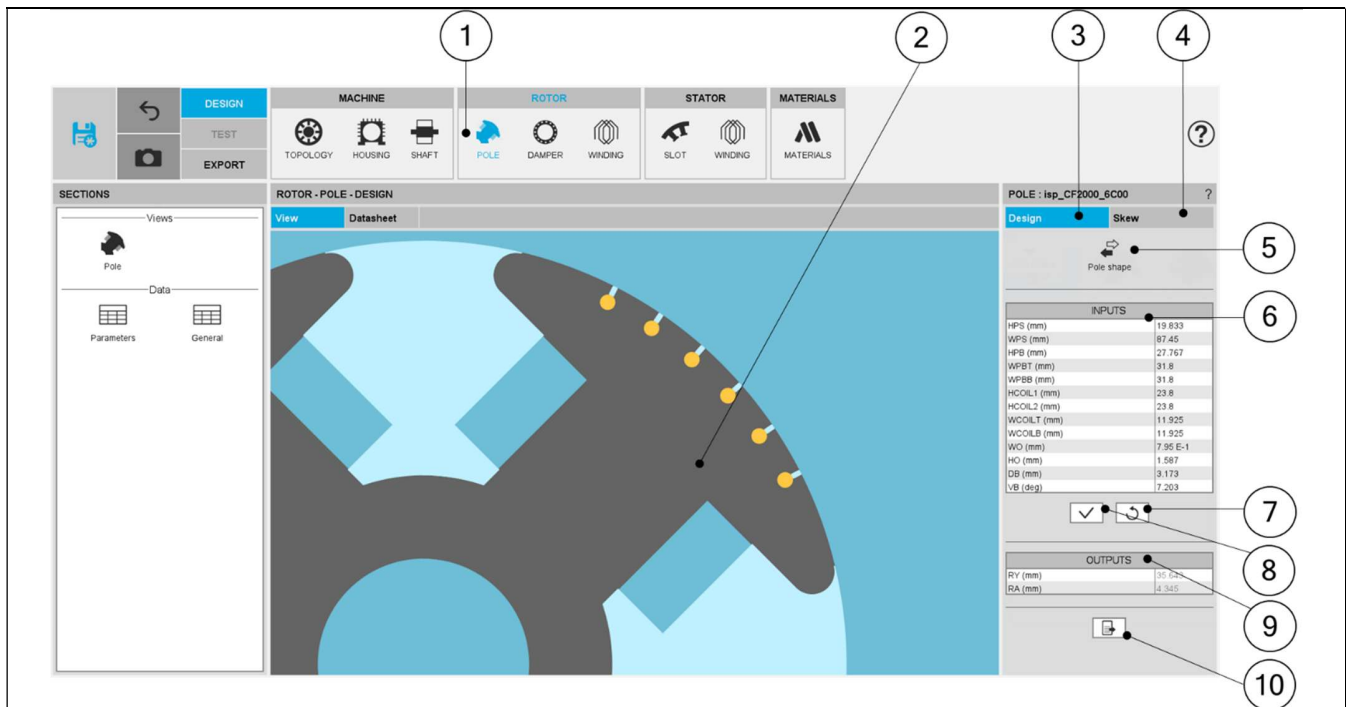 1
2
3
4
DESIGN
TEST
EXPORT
MACHINE
TOPOLOGY HOUSING SHAFT
ROTOR
POLE DAMPER WINDING
STATOR
SLOT WINDING
MATERIALS
MATERIALS
?
SECTIONS
Views
Pole
Data
Parameters General
ROTOR - POLE - DESIGN
View Datasheet
POLE : isp_CF2000_6C00 ?
Design Skew
Pole shape
5
INPUTS
6
HPS (mm) 19.833
WPS (mm) 87.45
HPB (mm) 27.767
WPBT (mm) 31.8
WPBB (mm) 31.8
HCOIL1 (mm) 23.8
HCOIL2 (mm) 23.8
WCOILT (mm) 11.925
WCOILB (mm) 11.925
WO (mm) 7.95 E-1
HO (mm) 1.587
DB (mm) 3.173
VB (deg) 7.203
7
8
OUTPUTS
RY (mm) 35.643
RA (mm) 4.345
9
10